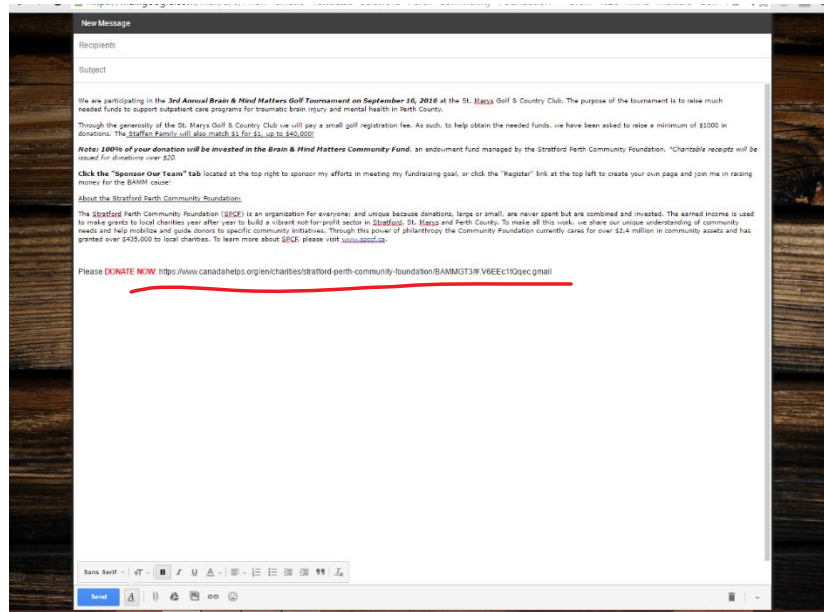 New Message
Recipients
Subject
We are participating in the 3rd Annual Brain & Mind Matters Golf Tournament on September 16, 2016 at the St. Marys Golf & Country Club. The purpose of the tournament is to raise much
needed funds to support outpatient care programs for traumatic brain injury and mental health in Perth County.
Through the generosity of the St. Marys Golf & Country Club we will pay a small golf registration fee. As such, to help obtain the needed funds, we have been asked to raise a minimum of $1000 in
donations. The Staffen Family will also match $1 for $1, up to $40,000!
Note: 100% of your donation will be invested in the Brain & Mind Matters Community Fund, an endowment fund managed by the Stratford Perth Community Foundation. *Charitable receipts will be
issued for donations over $20.
Click the "Sponsor Our Team" tab located at the top right to sponsor my efforts in meeting my fundraising goal, or click the "Register" link at the top left to create your own page and join me in raising
money for the BAMM cause!
About the Stratford Perth Community Foundation:
The Stratford Perth Community Foundation (SPCF) is an organization for everyone; and unique because donations, large or small, are never spent but are combined and invested. The earned income is used
to make grants to local charities year after year to build a vibrant not-for-profit sector in Stratford, St. Marys and Perth County. To make all this work, we share our unique understanding of community
needs and help mobilize and guide donors to specific community initiatives. Through this power of philanthropy the Community Foundation currently cares for over $2.4 million in community assets and has
granted over $435,000 to local charities. To learn more about SPCF, please visit www.spccf.ca.
Please DONATE NOW: https://www.canadahelps.org/en/charities/stratford-perth-community-foundation/BAMMGT3/#.V6EEc1tQqec.gmail
Sans Serif
Send